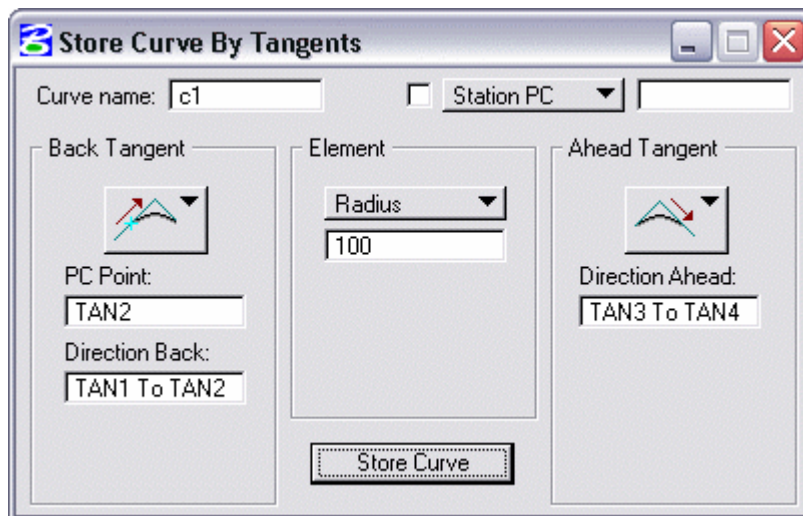 Store Curve By Tangents
Curve name: c1 Station PC
Back Tangent
PC Point:
TAN2
Direction Back:
TAN1 To TAN2
Element
Radius
100
Store Curve
Ahead Tangent
Direction Ahead:
TAN3 To TAN4